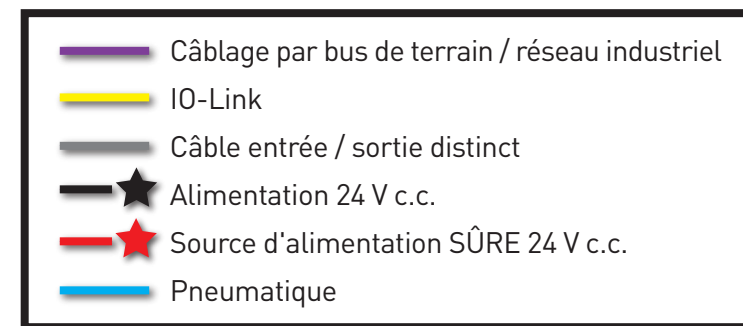 Câblage par bus de terrain / réseau industriel
IO-Link
Câble entrée / sortie distinct
Alimentation 24 V c.c.
Source d'alimentation SÛRE 24 V c.c.
Pneumatique